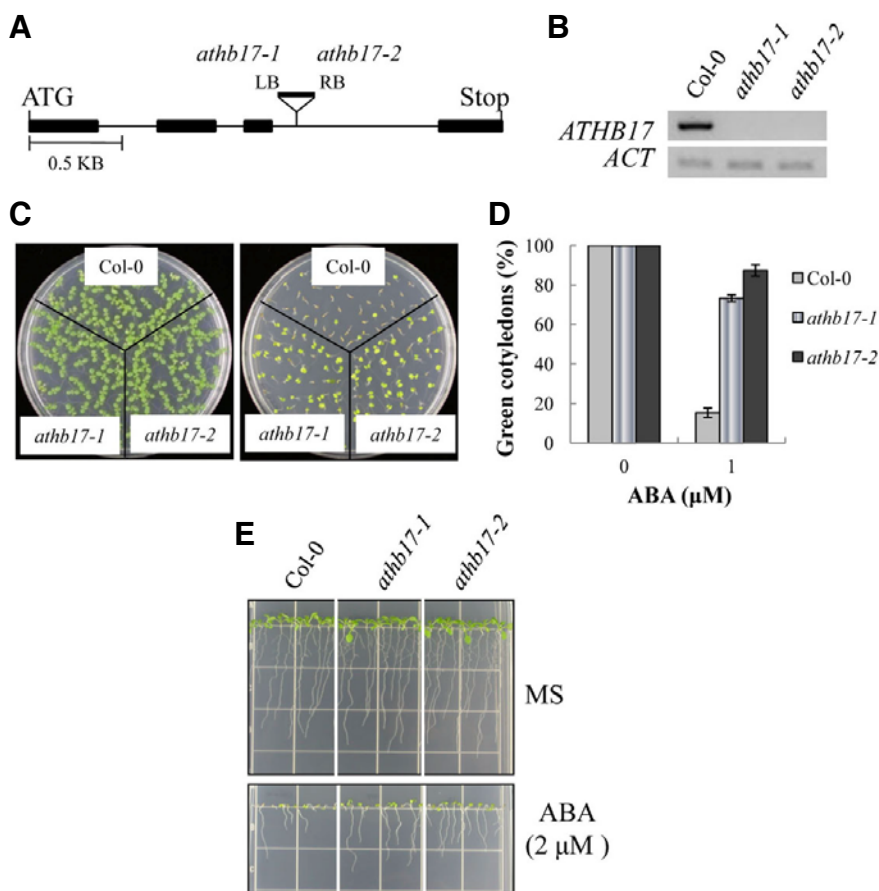 A
athb17-1 athb17-2
LB RB
ATG Stop
0.5 KB
B
Col-0 athb17-1 athb17-2
ATHB17
ACT
C
Col-0
athb17-1 athb17-2
Col-0
athb17-1 athb17-2
D
Green cotyledons (%)
100
80
60
40
20
0
0 1
ABA (μM)
Col-0
athb17-1
athb17-2
E
Col-0 athb17-1 athb17-2
MS
ABA
(2 μM )